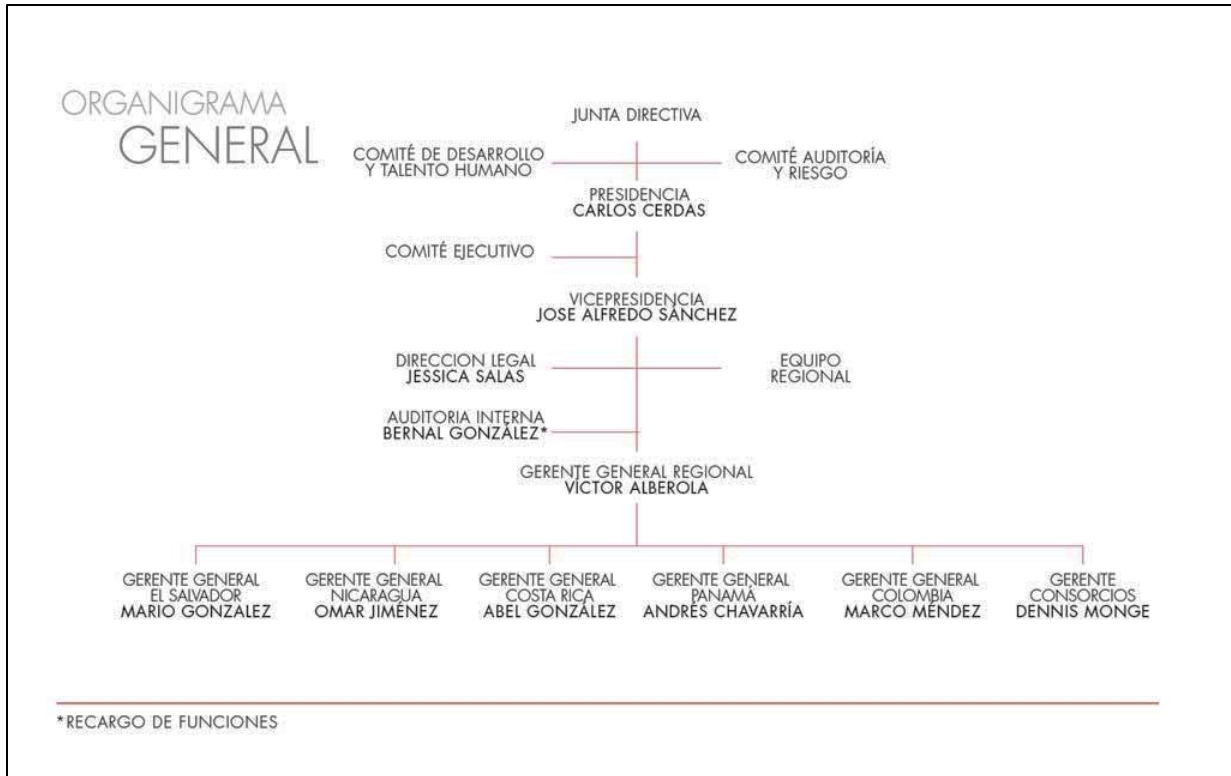 ORGANIGRAMA
GENERAL
JUNTA DIRECTIVA
COMITÉ DE DESARROLLO
Y TALENTO HUMANO
COMITÉ AUDITORÍA
Y RIESGO
PRESIDENCIA
CARLOS CERDAS
COMITÉ EJECUTIVO
VICEPRESIDENCIA
JOSE ALFREDO SÁNCHEZ
DIRECCION LEGAL
JESSICA SALAS
EQUIPO
REGIONAL
AUDITORIA INTERNA
BERNAL GONZÁLEZ*
GERENTE GENERAL REGIONAL
VÍCTOR ALBEROLA
GERENTE GENERAL
EL SALVADOR
MARIO GONZALEZ
GERENTE GENERAL
NICARAGUA
OMAR JIMÉNEZ
GERENTE GENERAL
COSTA RICA
ABEL GONZÁLEZ
GERENTE GENERAL
PANAMÁ
ANDRÉS CHAVARRÍA
GERENTE GENERAL
COLOMBIA
MARCO MÉNDEZ
GERENTE
CONSORCIOS
DENNIS MONGE
*RECARGO DE FUNCIONES